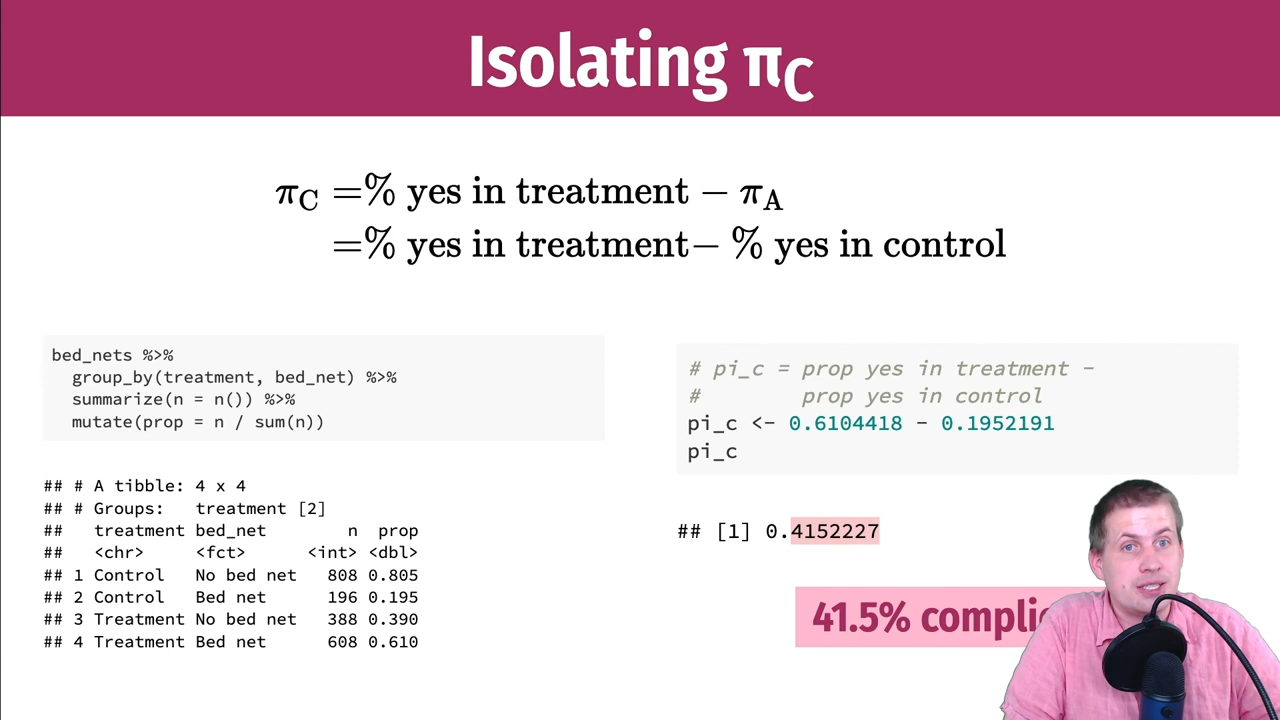 Isolating πC
πC =% yes in treatment − πA
=% yes in treatment− % yes in control
bed_nets %>%
group_by(treatment, bed_net) %>%
summarize(n = n()) %>%
mutate(prop = n / sum(n))
## # A tibble: 4 x 4
## # Groups: treatment [2]
## treatment bed_net n prop
## <chr> <fct> <int> <dbl>
## 1 Control No bed net 808 0.805
## 2 Control Bed net 196 0.195
## 3 Treatment No bed net 388 0.390
## 4 Treatment Bed net 608 0.610
# pi_c = prop yes in treatment -
# prop yes in control
pi_c <- 0.6104418 - 0.1952191
pi_c
## [1] 0.4152227
41.5%